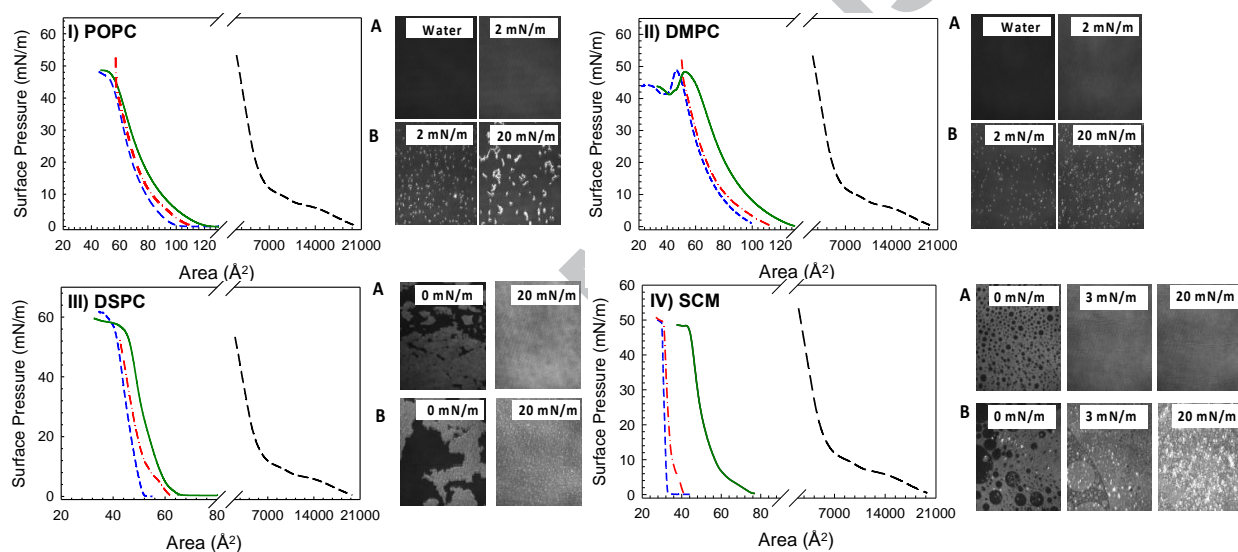 I) POPC
Surface Pressure (mN/m)
60
50
40
30
20
10
0
20 40 60 80 100 120 7000 14000 21000
Area (Å²)
A
Water
2 mN/m
B
2 mN/m
20 mN/m
II) DMPC
Surface Pressure (mN/m)
60
50
40
30
20
10
0
20 40 60 80 100 120 7000 14000 21000
Area (Å²)
A
Water
2 mN/m
B
2 mN/m
20 mN/m
III) DSPC
Surface Pressure (mN/m)
60
40
20
0
20 40 60 80 7000 14000 21000
Area (Å²)
A
0 mN/m
20 mN/m
B
0 mN/m
20 mN/m
IV) SCM
Surface Pressure (mN/m)
60
50
40
30
20
10
0
20 40 60 80 7000 14000 21000
Area (Å²)
A
0 mN/m
3 mN/m
20 mN/m
B
0 mN/m
3 mN/m
20 mN/m